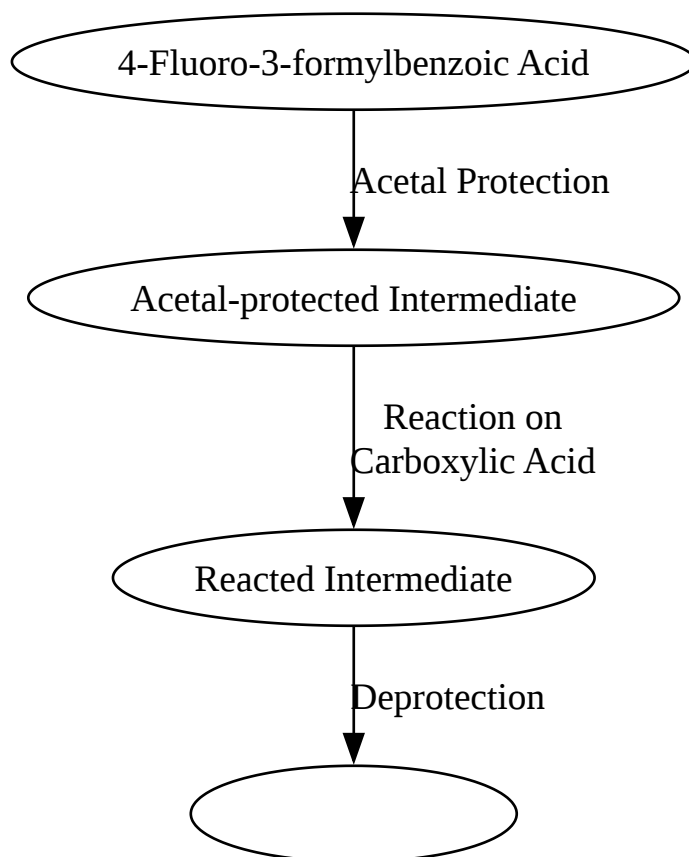 4-Fluoro-3-formylbenzoic Acid
Acetal Protection
Acetal-protected Intermediate
Reaction on
Carboxylic Acid
Reacted Intermediate
Deprotection